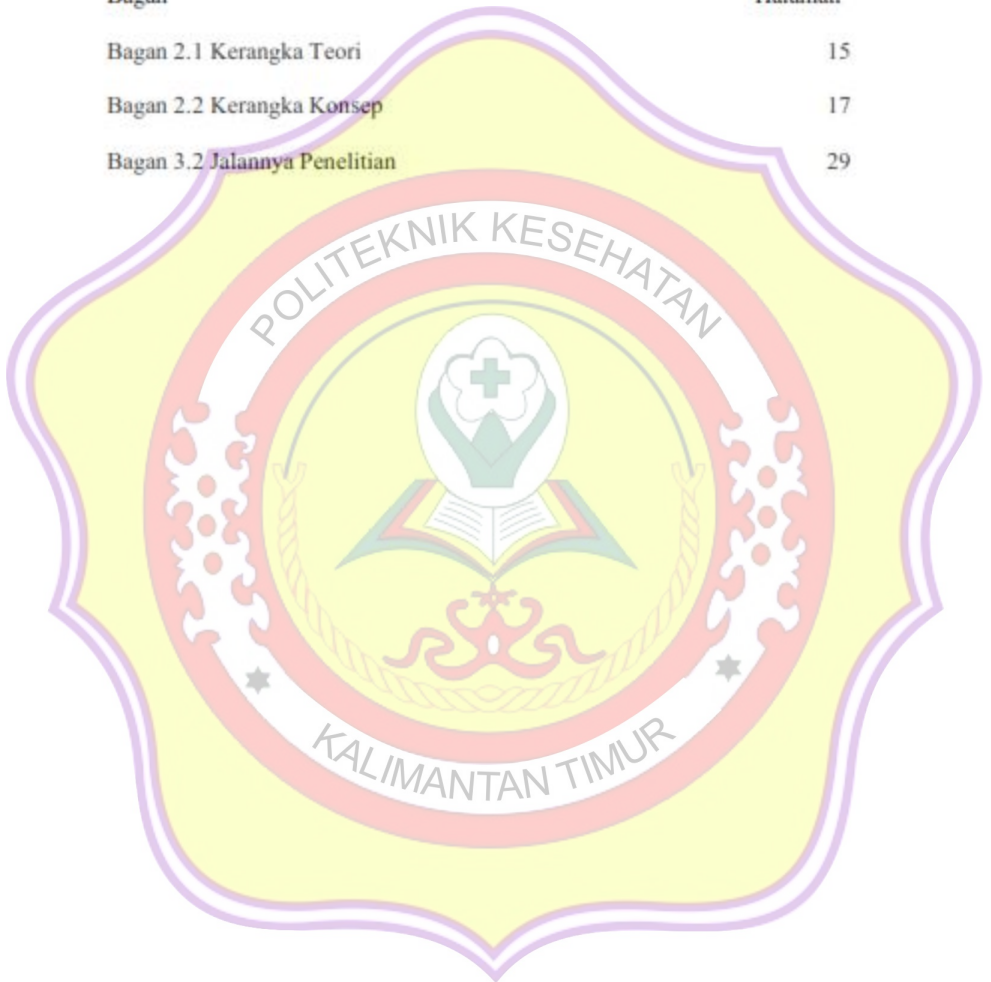 Bagan 2.1 Kerangka Teori 15
Bagan 2.2 Kerangka Konsep 17
Bagan 3.2 Jalannya Penelitian 29
POLITEKNIK KESEHATAN
KALIMANTAN TIMUR